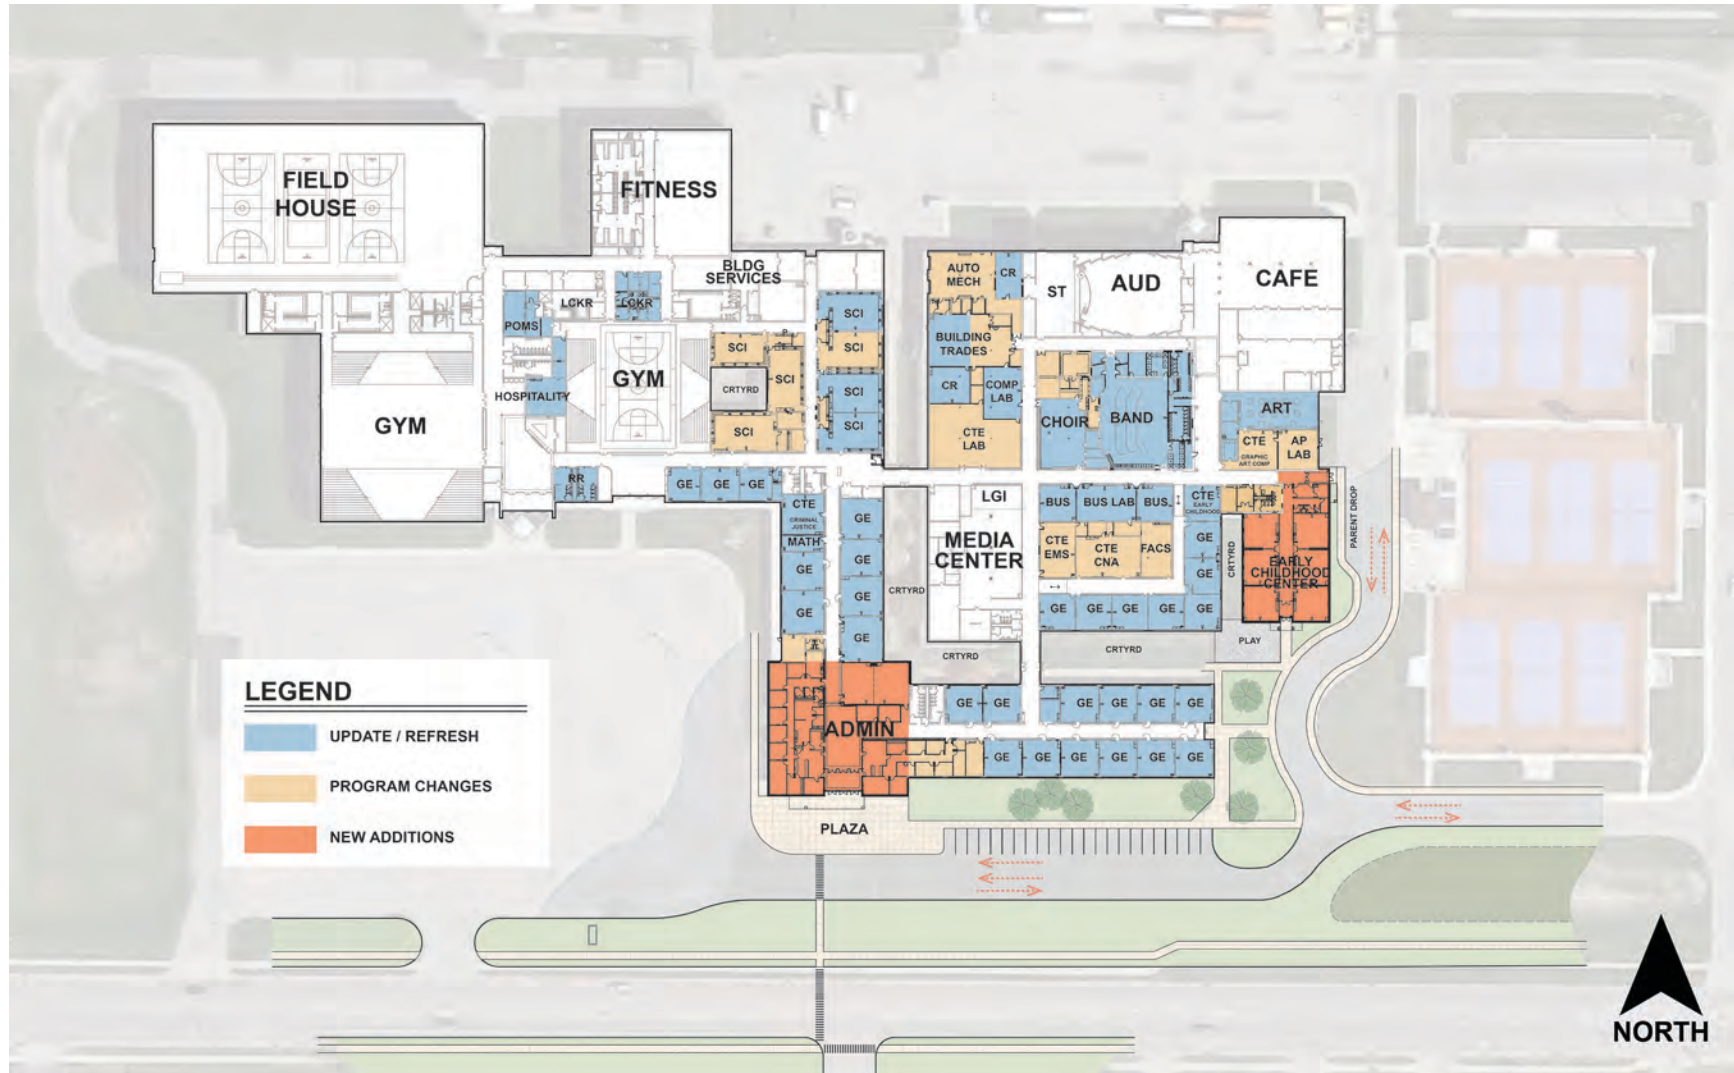 FIELD
HOUSE
FITNESS
BLDG
SERVICES
LCKR
LCKR
POMS
HOSPITALITY
GYM
GYM
SCI
SCI
SCI
CRTYRD
SCI
SCI
SCI
SCI
AUTO
MECH
CR
ST
AUD
CAFE
BUILDING
TRADES
CR
COMP
LAB
CTE
LAB
CHOIR
BAND
ART
CTE
GRAPHIC
ART COMP
AP
LAB
RR
GE
GE
GE
CTE
CRIMINAL
JUSTICE
MATH
GE
GE
GE
GE
GE
GE
CRTYRD
LGI
MEDIA
CENTER
BUS
BUS LAB
BUS
CTE
EARLY
CHILDHOOD
CTE
EMS
CTE
CNA
FACS
GE
GE
GE
GE
GE
GE
GE
CRTYRD
EARLY
CHILDHOOD
CENTER
PARENT DROP
PLAY
CRTYRD
CRTYRD
ADMIN
GE
GE
GE
GE
GE
GE
GE
GE
GE
GE
GE
GE
PLAZA
LEGEND
UPDATE / REFRESH
PROGRAM CHANGES
NEW ADDITIONS
NORTH